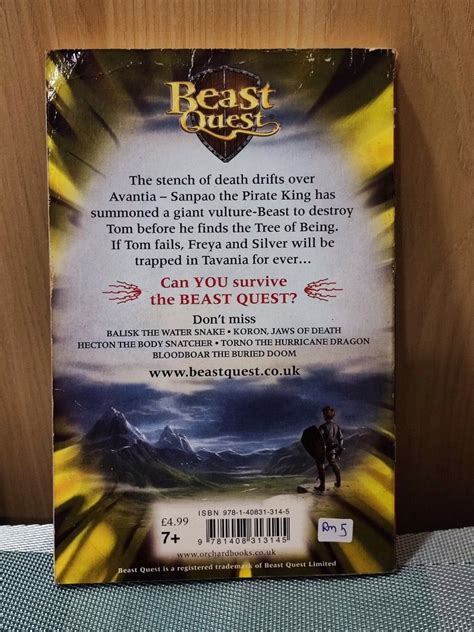 Beast
Quest
The stench of death drifts over
Avantia – Sanpao the Pirate King has
summoned a giant vulture-Beast to destroy
Tom before he finds the Tree of Being.
If Tom fails, Freya and Silver will be
trapped in Tavania for ever...
Can YOU survive
the BEAST QUEST?
Don't miss
BALISK THE WATER SNAKE • KORON, JAWS OF DEATH
HECTON THE BODY SNATCHER • TORNO THE HURRICANE DRAGON
BLOODBOAR THE BURIED DOOM
www.beastquest.co.uk
ISBN 978-1-40831-314-5
£4.99
7+
9 781408 313145
RM 5
www.orchardbooks.co.uk
Beast Quest is a registered trademark of Beast Quest Limited